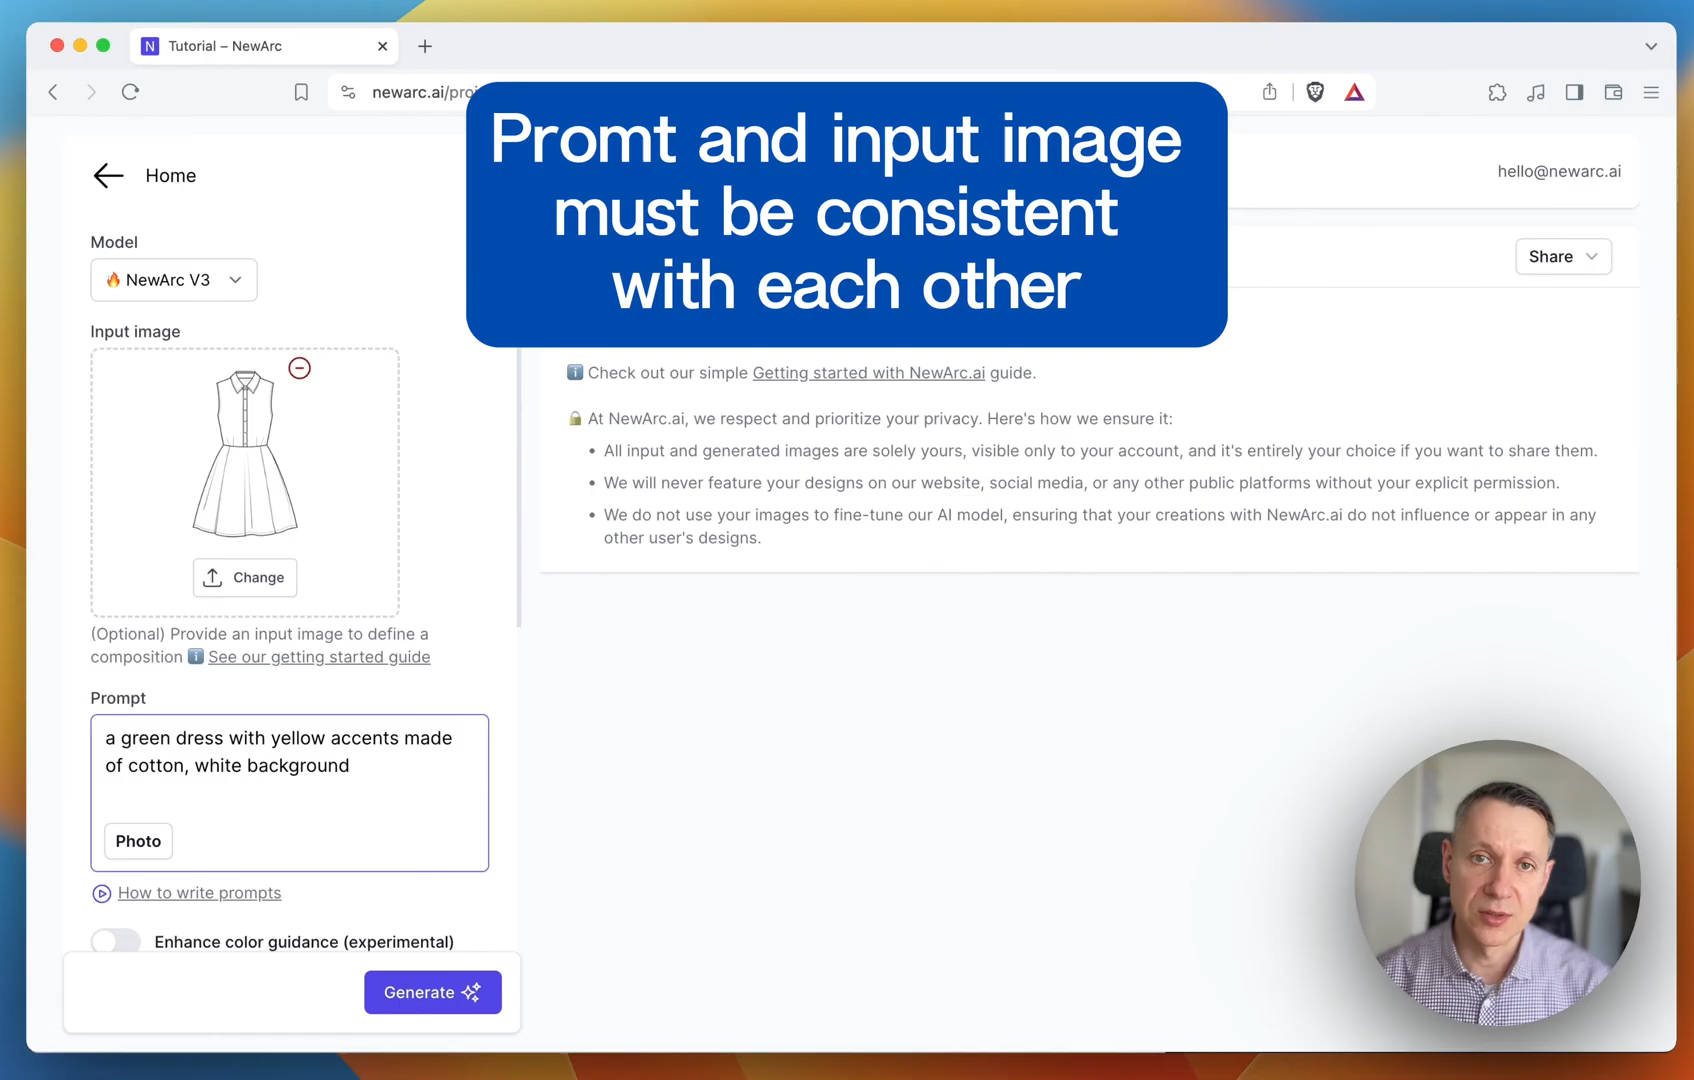 Tutorial – NewArc
newarc.ai/proj
Promt and input image
must be consistent
with each other
Home
hello@newarc.ai
Model
🔥 NewArc V3
Share
Input image
ℹ️ Check out our simple Getting started with NewArc.ai guide.
🔒 At NewArc.ai, we respect and prioritize your privacy. Here's how we ensure it:
• All input and generated images are solely yours, visible only to your account, and it's entirely your choice if you want to share them.
• We will never feature your designs on our website, social media, or any other public platforms without your explicit permission.
• We do not use your images to fine-tune our AI model, ensuring that your creations with NewArc.ai do not influence or appear in any
other user's designs.
Change
(Optional) Provide an input image to define a
composition ℹ️ See our getting started guide
Prompt
a green dress with yellow accents made
of cotton, white background
Photo
How to write prompts
Enhance color guidance (experimental)
Generate